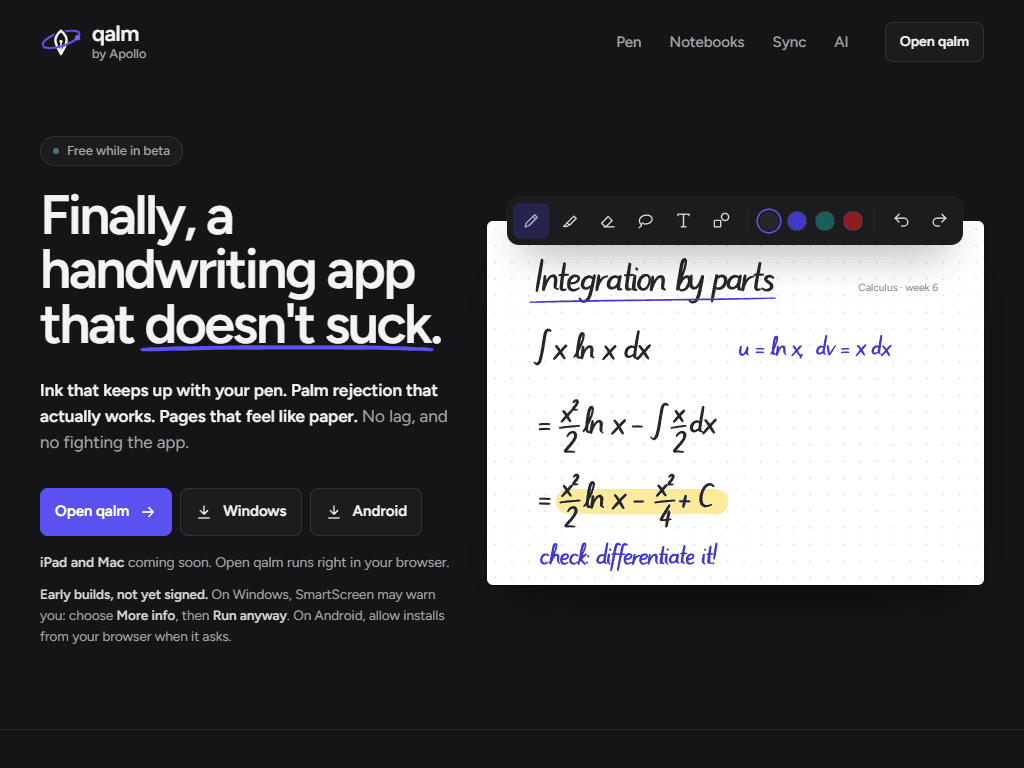 qalm
by Apollo
Pen Notebooks Sync AI Open qalm
Free while in beta
Finally, a
handwriting app
that doesn't suck.
Ink that keeps up with your pen. Palm rejection that
actually works. Pages that feel like paper. No lag, and
no fighting the app.
Open qalm → Windows Android
iPad and Mac coming soon. Open qalm runs right in your browser.
Early builds, not yet signed. On Windows, SmartScreen may warn
you: choose More info, then Run anyway. On Android, allow installs
from your browser when it asks.
T
Integration by parts
Calculus · week 6
∫ x ln x dx
u = ln x, dv = x dx
= x²/2 ln x − ∫ x/2 dx
= x²/2 ln x − x²/4 + C
check: differentiate it!